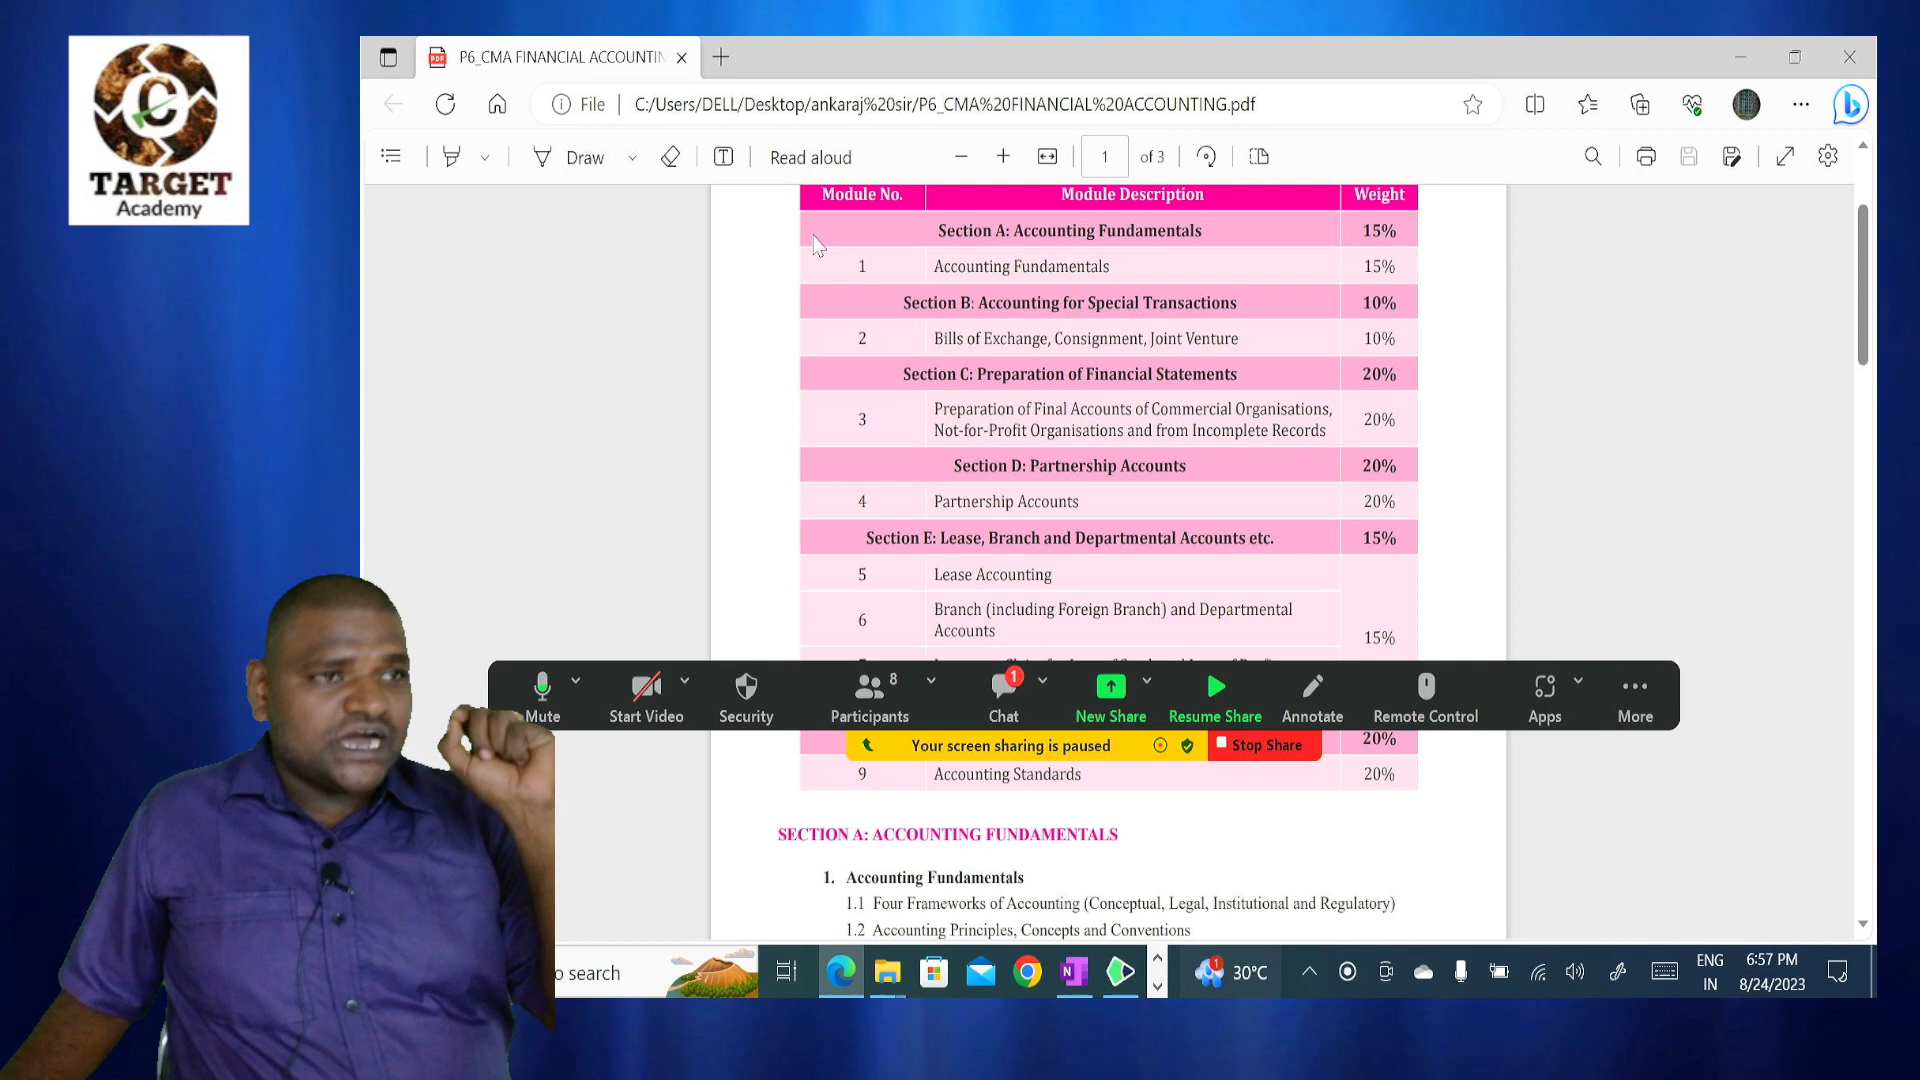 TARGET
Academy
P6_CMA FINANCIAL ACCOUNTIN
File
C:/Users/DELL/Desktop/ankaraj%20sir/P6_CMA%20FINANCIAL%20ACCOUNTING.pdf
Draw
Read aloud
1 of 3
Module No. Module Description Weight
Section A: Accounting Fundamentals 15%
1 Accounting Fundamentals 15%
Section B: Accounting for Special Transactions 10%
2 Bills of Exchange, Consignment, Joint Venture 10%
Section C: Preparation of Financial Statements 20%
3 Preparation of Final Accounts of Commercial Organisations, 20%
Not-for-Profit Organisations and from Incomplete Records
Section D: Partnership Accounts 20%
4 Partnership Accounts 20%
Section E: Lease, Branch and Departmental Accounts etc. 15%
5 Lease Accounting
6 Branch (including Foreign Branch) and Departmental
Accounts
15%
8 1
Mute Start Video Security Participants Chat New Share Resume Share Annotate Remote Control Apps More
Your screen sharing is paused Stop Share
20%
9 Accounting Standards 20%
SECTION A: ACCOUNTING FUNDAMENTALS
1. Accounting Fundamentals
1.1 Four Frameworks of Accounting (Conceptual, Legal, Institutional and Regulatory)
1.2 Accounting Principles, Concepts and Conventions
o search
1
30°C
ENG
IN
6:57 PM
8/24/2023